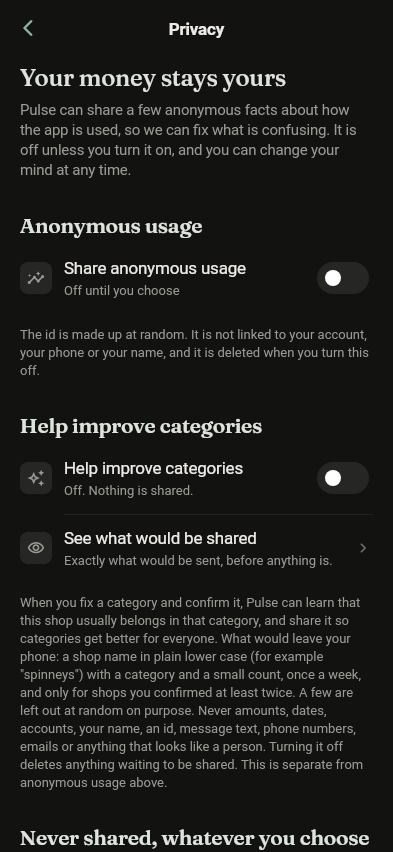 Privacy
Your money stays yours
Pulse can share a few anonymous facts about how
the app is used, so we can fix what is confusing. It is
off unless you turn it on, and you can change your
mind at any time.
Anonymous usage
Share anonymous usage
Off until you choose
The id is made up at random. It is not linked to your account,
your phone or your name, and it is deleted when you turn this
off.
Help improve categories
Help improve categories
Off. Nothing is shared.
See what would be shared
Exactly what would be sent, before anything is.
When you fix a category and confirm it, Pulse can learn that
this shop usually belongs in that category, and share it so
categories get better for everyone. What would leave your
phone: a shop name in plain lower case (for example
"spinneys") with a category and a small count, once a week,
and only for shops you confirmed at least twice. A few are
left out at random on purpose. Never amounts, dates,
accounts, your name, an id, message text, phone numbers,
emails or anything that looks like a person. Turning it off
deletes anything waiting to be shared. This is separate from
anonymous usage above.
Never shared, whatever you choose